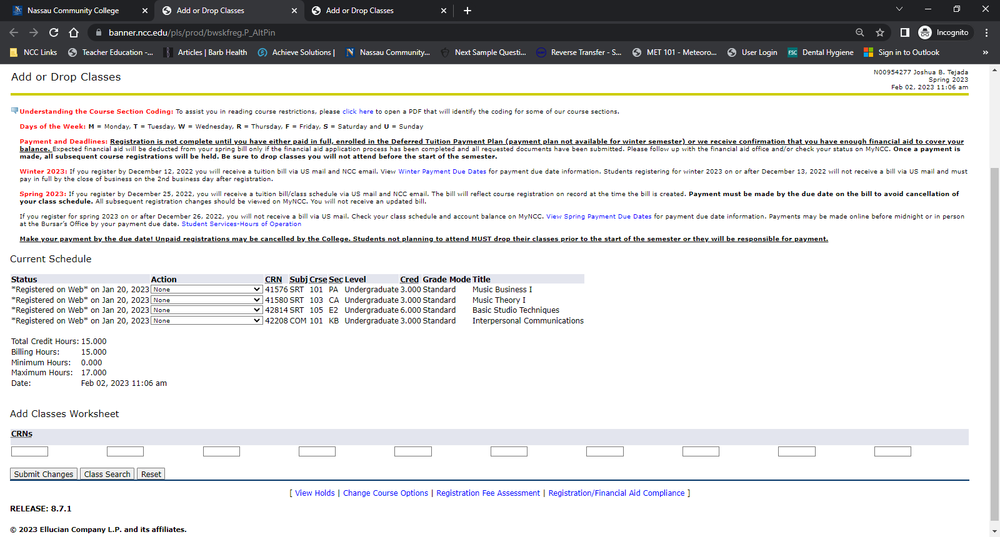 Nassau Community College
Add or Drop Classes
Add or Drop Classes
banner.ncc.edu/pls/prod/bwskfreg.P_AltPin
Incognito
NCC Links
Teacher Education -...
Articles | Barb Health
Achieve Solutions |
Nassau Community...
Next Sample Questi...
Reverse Transfer - S...
MET 101 - Meteoro...
User Login
FSC Dental Hygiene
Sign in to Outlook
Add or Drop Classes
N00954277 Joshua B. Tejada
Spring 2023
Feb 02, 2023 11:06 am
Understanding the Course Section Coding: To assist you in reading course restrictions, please click here to open a PDF that will identify the coding for some of our course sections.
Days of the Week: M = Monday, T = Tuesday, W = Wednesday, R = Thursday, F = Friday, S = Saturday and U = Sunday
Payment and Deadlines: Registration is not complete until you have either paid in full, enrolled in the Deferred Tuition Payment Plan (payment plan not available for winter semester) or we receive confirmation that you have enough financial aid to cover your
balance. Expected financial aid will be deducted from your spring bill only if the financial aid application process has been completed and all requested documents have been submitted. Please follow up with the financial aid office and/or check your status on MyNCC. Once a payment is
made, all subsequent course registrations will be held. Be sure to drop classes you will not attend before the start of the semester.
Winter 2023: If you register by December 12, 2022 you will receive a tuition bill via US mail and NCC email. View Winter Payment Due Dates for payment due date information. Students registering for winter 2023 on or after December 13, 2022 will not receive a bill via US mail and must
pay in full by the close of business on the 2nd business day after registration.
Spring 2023: If you register by December 25, 2022, you will receive a tuition bill/class schedule via US mail and NCC email. The bill will reflect course registration on record at the time the bill is created. Payment must be made by the due date on the bill to avoid cancellation of
your class schedule. All subsequent registration changes should be viewed on MyNCC. You will not receive an updated bill.
If you register for spring 2023 on or after December 26, 2022, you will not receive a bill via US mail. Check your class schedule and account balance on MyNCC. View Spring Payment Due Dates for payment due date information. Payments may be made online before midnight or in person
at the Bursar's Office by your payment due date. Student Services-Hours of Operation
Make your payment by the due date! Unpaid registrations may be cancelled by the College. Students not planning to attend MUST drop their classes prior to the start of the semester or they will be responsible for payment.
Current Schedule
Status Action CRN Subj Crse Sec Level Cred Grade Mode Title
*Registered on Web* on Jan 20, 2023 None 41576 SRT 101 PA Undergraduate 3.000 Standard Music Business I
*Registered on Web* on Jan 20, 2023 None 41580 SRT 103 CA Undergraduate 3.000 Standard Music Theory I
*Registered on Web* on Jan 20, 2023 None 42814 SRT 105 E2 Undergraduate 6.000 Standard Basic Studio Techniques
*Registered on Web* on Jan 20, 2023 None 42208 COM 101 KB Undergraduate 3.000 Standard Interpersonal Communications
Total Credit Hours: 15.000
Billing Hours: 15.000
Minimum Hours: 0.000
Maximum Hours: 17.000
Date: Feb 02, 2023 11:06 am
Add Classes Worksheet
CRNs
Submit Changes Class Search Reset
[ View Holds | Change Course Options | Registration Fee Assessment | Registration/Financial Aid Compliance ]
RELEASE: 8.7.1
© 2023 Ellucian Company L.P. and its affiliates.